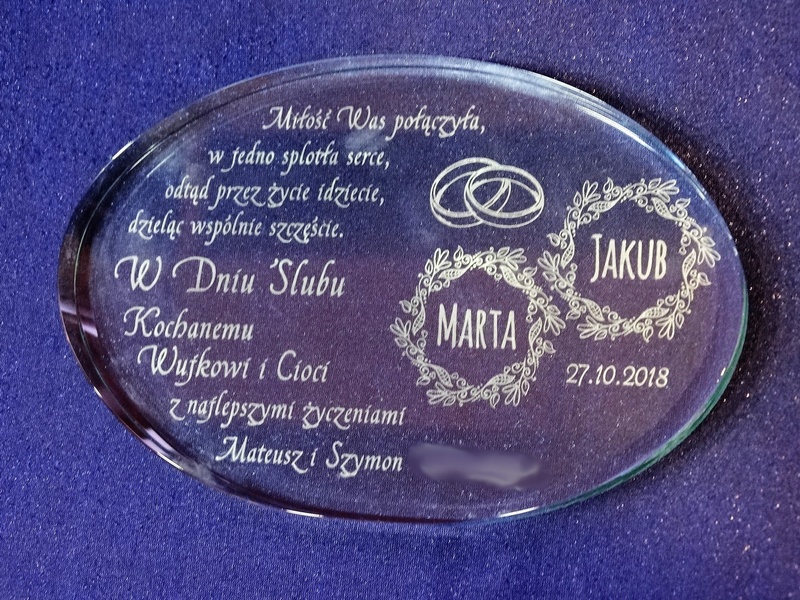 Miłość Was połączyła,
w jedno splotła serce,
odtąd przez życie idziecie,
dzieląc wspólnie szczęście.
W Dniu Ślubu
Kochanemu
Wujkowi i Cioci
z najlepszymi życzeniami
Mateusz i Szymon
MARTA
JAKUB
27.10.2018